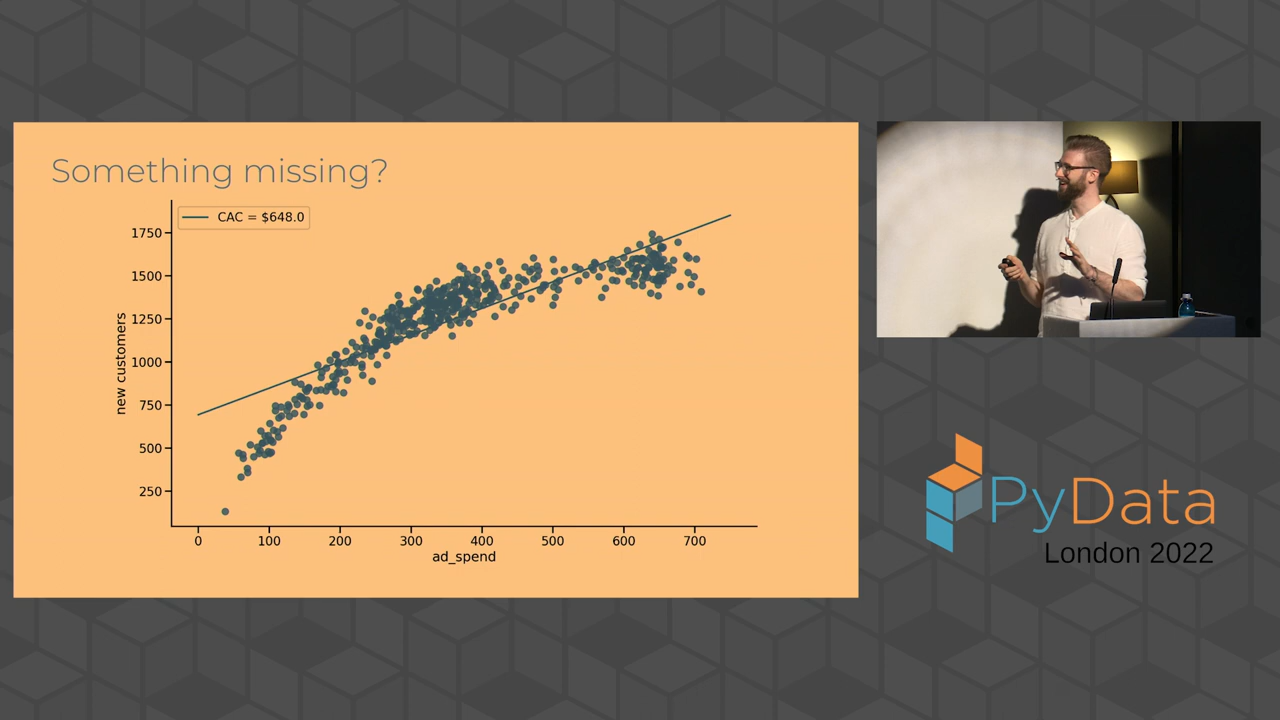 Something missing?
CAC = $648.0
1750
1500
1250
1000
750
500
250
new customers
0 100 200 300 400 500 600 700
ad_spend
PyData
London 2022